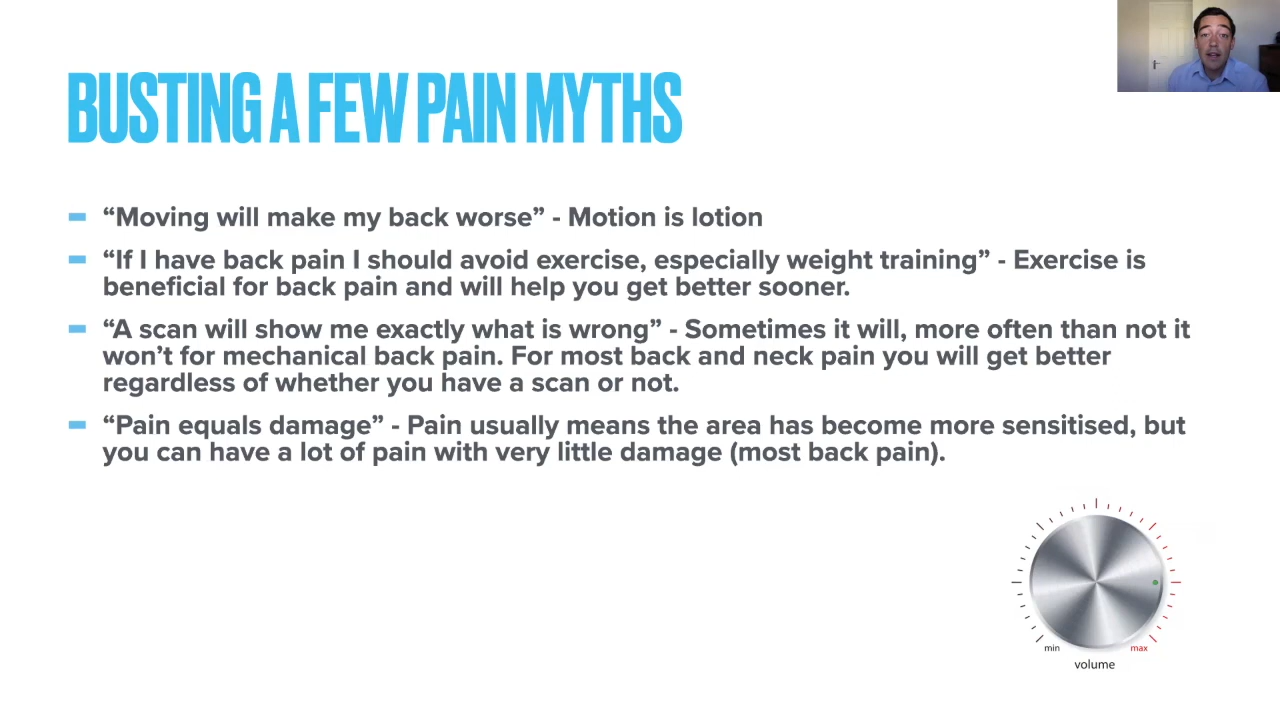 BUSTING A FEW PAIN MYTHS
“Moving will make my back worse” - Motion is lotion
“If I have back pain I should avoid exercise, especially weight training” - Exercise is
beneficial for back pain and will help you get better sooner.
“A scan will show me exactly what is wrong” - Sometimes it will, more often than not it
won’t for mechanical back pain. For most back and neck pain you will get better
regardless of whether you have a scan or not.
“Pain equals damage” - Pain usually means the area has become more sensitised, but
you can have a lot of pain with very little damage (most back pain).
min max
volume